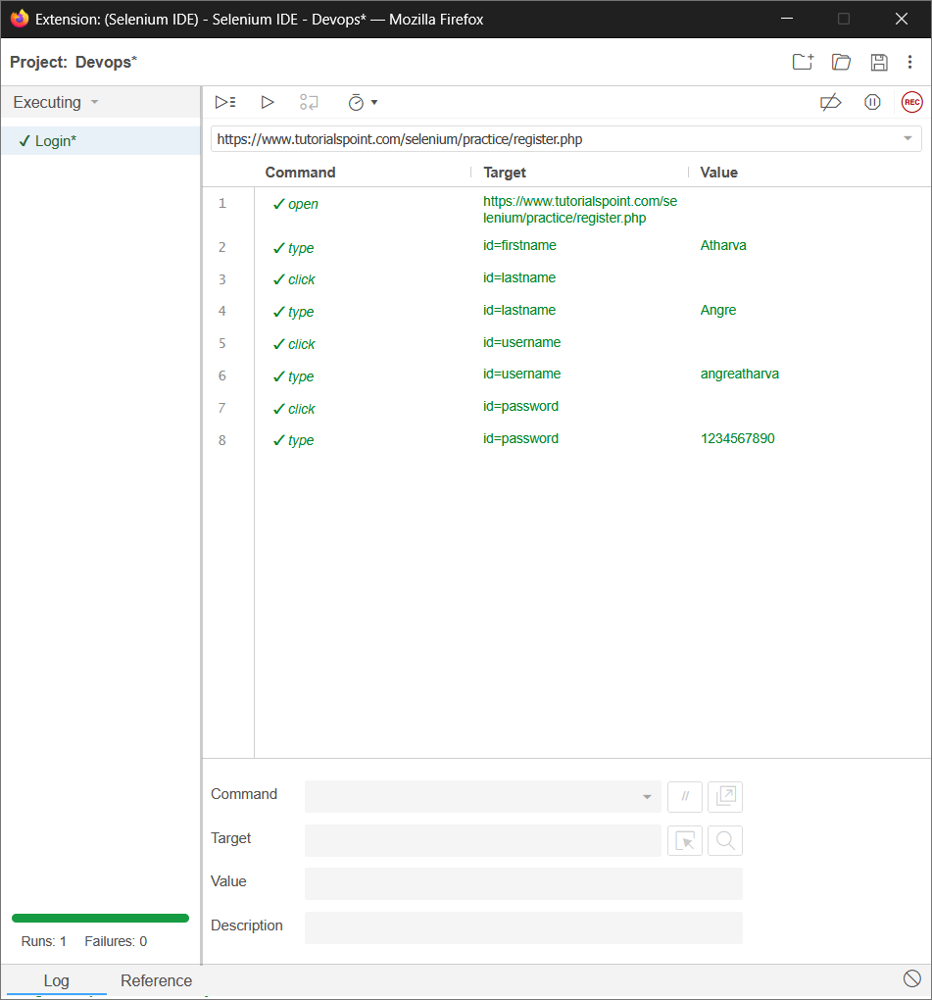 Extension: (Selenium IDE) - Selenium IDE - Devops* — Mozilla Firefox
Project: Devops*
Executing
✓ Login*
REC
https://www.tutorialspoint.com/selenium/practice/register.php
Command Target Value
1 ✓ open https://www.tutorialspoint.com/se
lenium/practice/register.php
2 ✓ type id=firstname Atharva
3 ✓ click id=lastname
4 ✓ type id=lastname Angre
5 ✓ click id=username
6 ✓ type id=username angreatharva
7 ✓ click id=password
8 ✓ type id=password 1234567890
Command //
Target
Value
Description
Runs: 1 Failures: 0
Log Reference